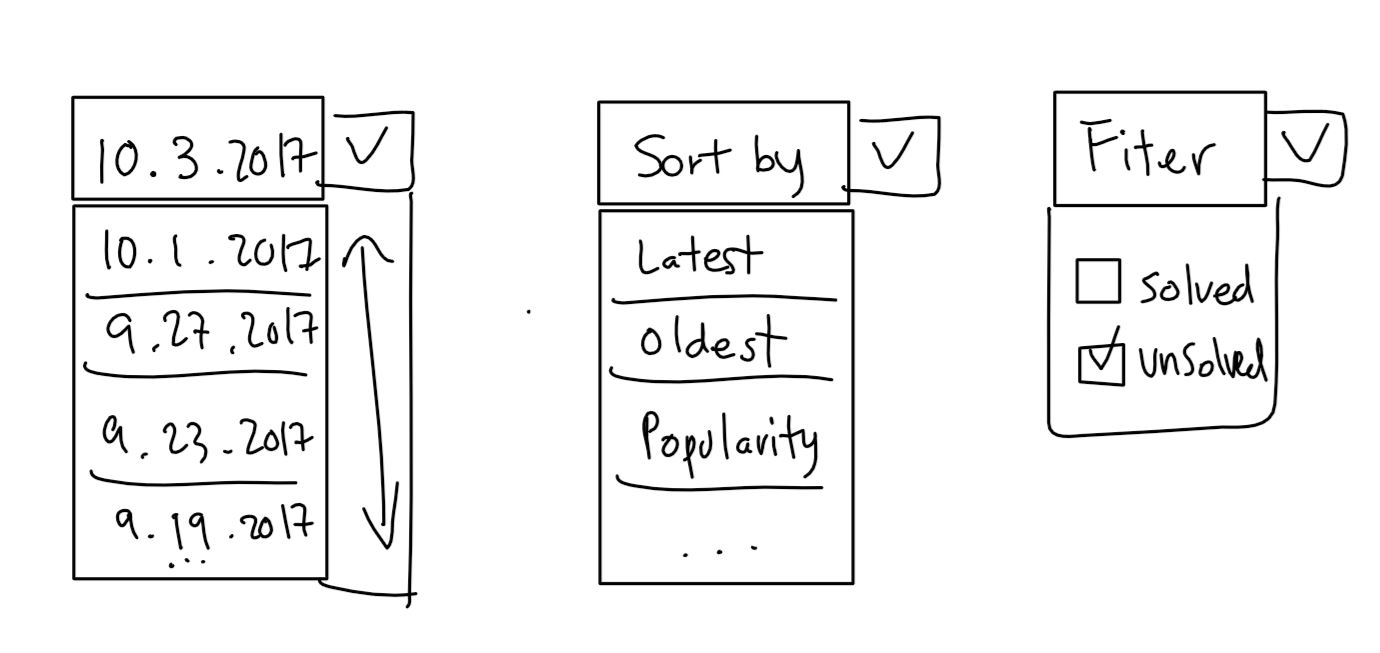 10.3.2017
10.1.2017
9.27.2017
9.23.2017
9.19.2017
...
Sort by
Latest
Oldest
Popularity
...
Fiter
solved
unsolved